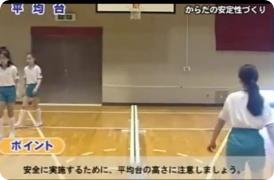 平均台
からだの安定性づくり
ポイント
安全に実施するために、平均台の高さに注意しましょう。